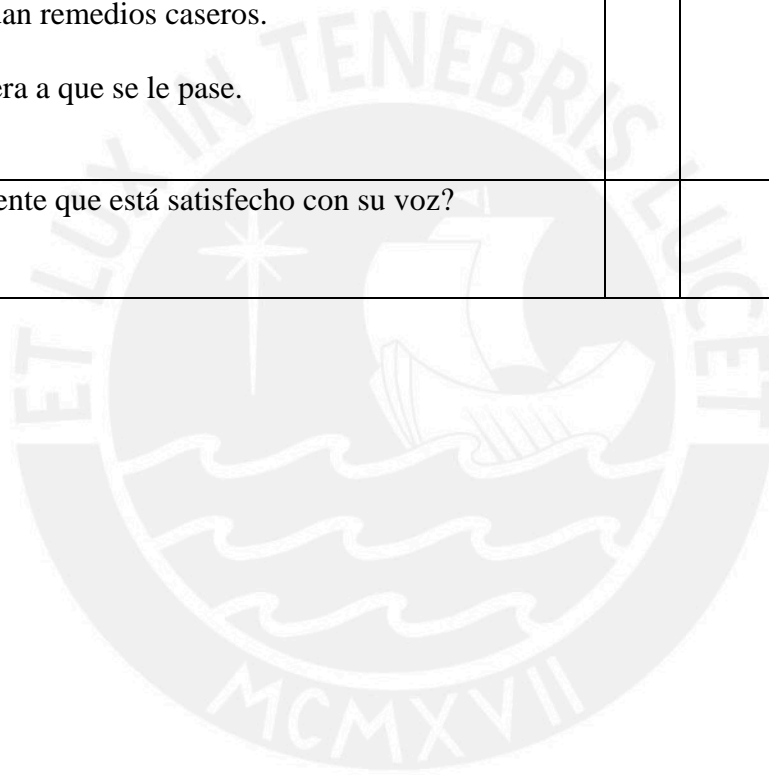 an remedios caseros.
era a que se le pase.
ente que está satisfecho con su voz?
ET LUX IN TENEBRIS LUCET
MCMXVII